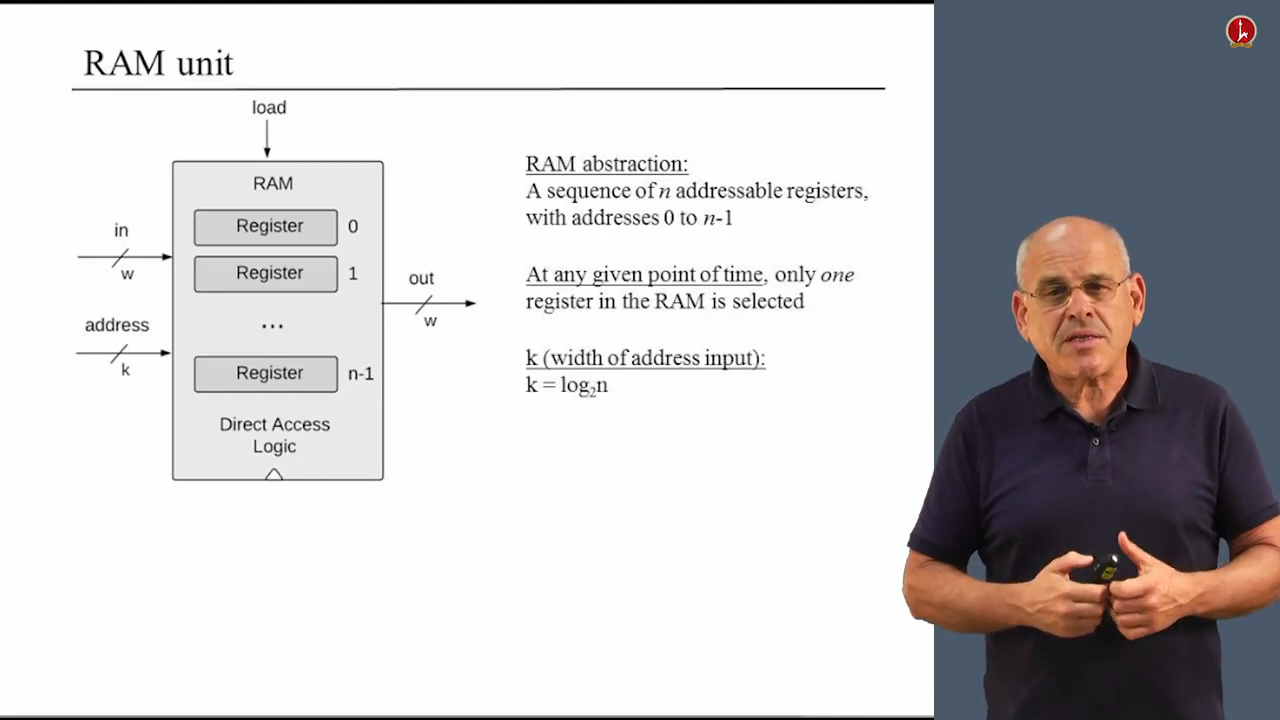 RAM unit
load
RAM
Register 0
in
w
Register 1
out
w
address
k
...
Register n-1
Direct Access
Logic
RAM abstraction:
A sequence of n addressable registers,
with addresses 0 to n-1
At any given point of time, only one
register in the RAM is selected
k (width of address input):
k = log₂n